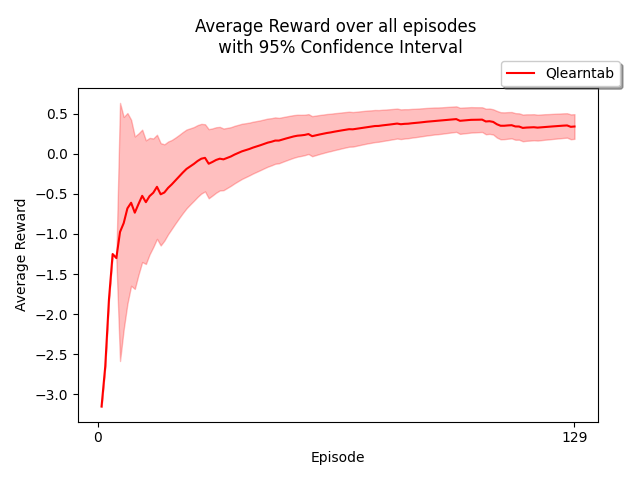 Average Reward over all episodes
with 95% Confidence Interval
Qlearntab
0.5
0.0
−0.5
−1.0
−1.5
−2.0
−2.5
−3.0
Average Reward
0
129
Episode